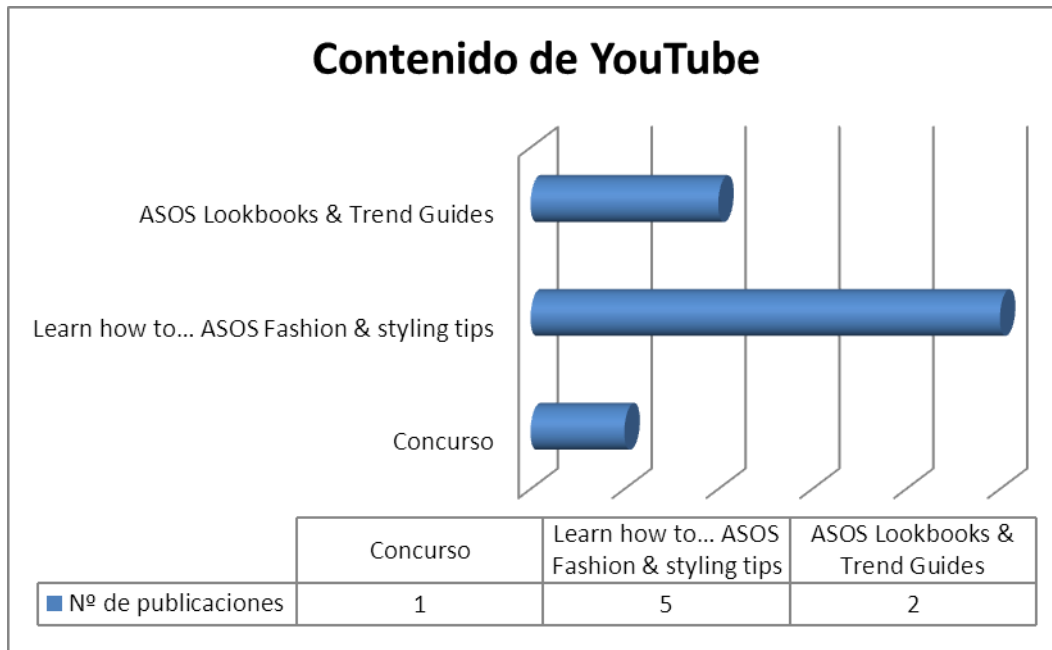 Contenido de YouTube
ASOS Lookbooks & Trend Guides
Learn how to... ASOS Fashion & styling tips
Concurso
Concurso
Learn how to... ASOS
Fashion & styling tips
ASOS Lookbooks &
Trend Guides
Nº de publicaciones
1
5
2